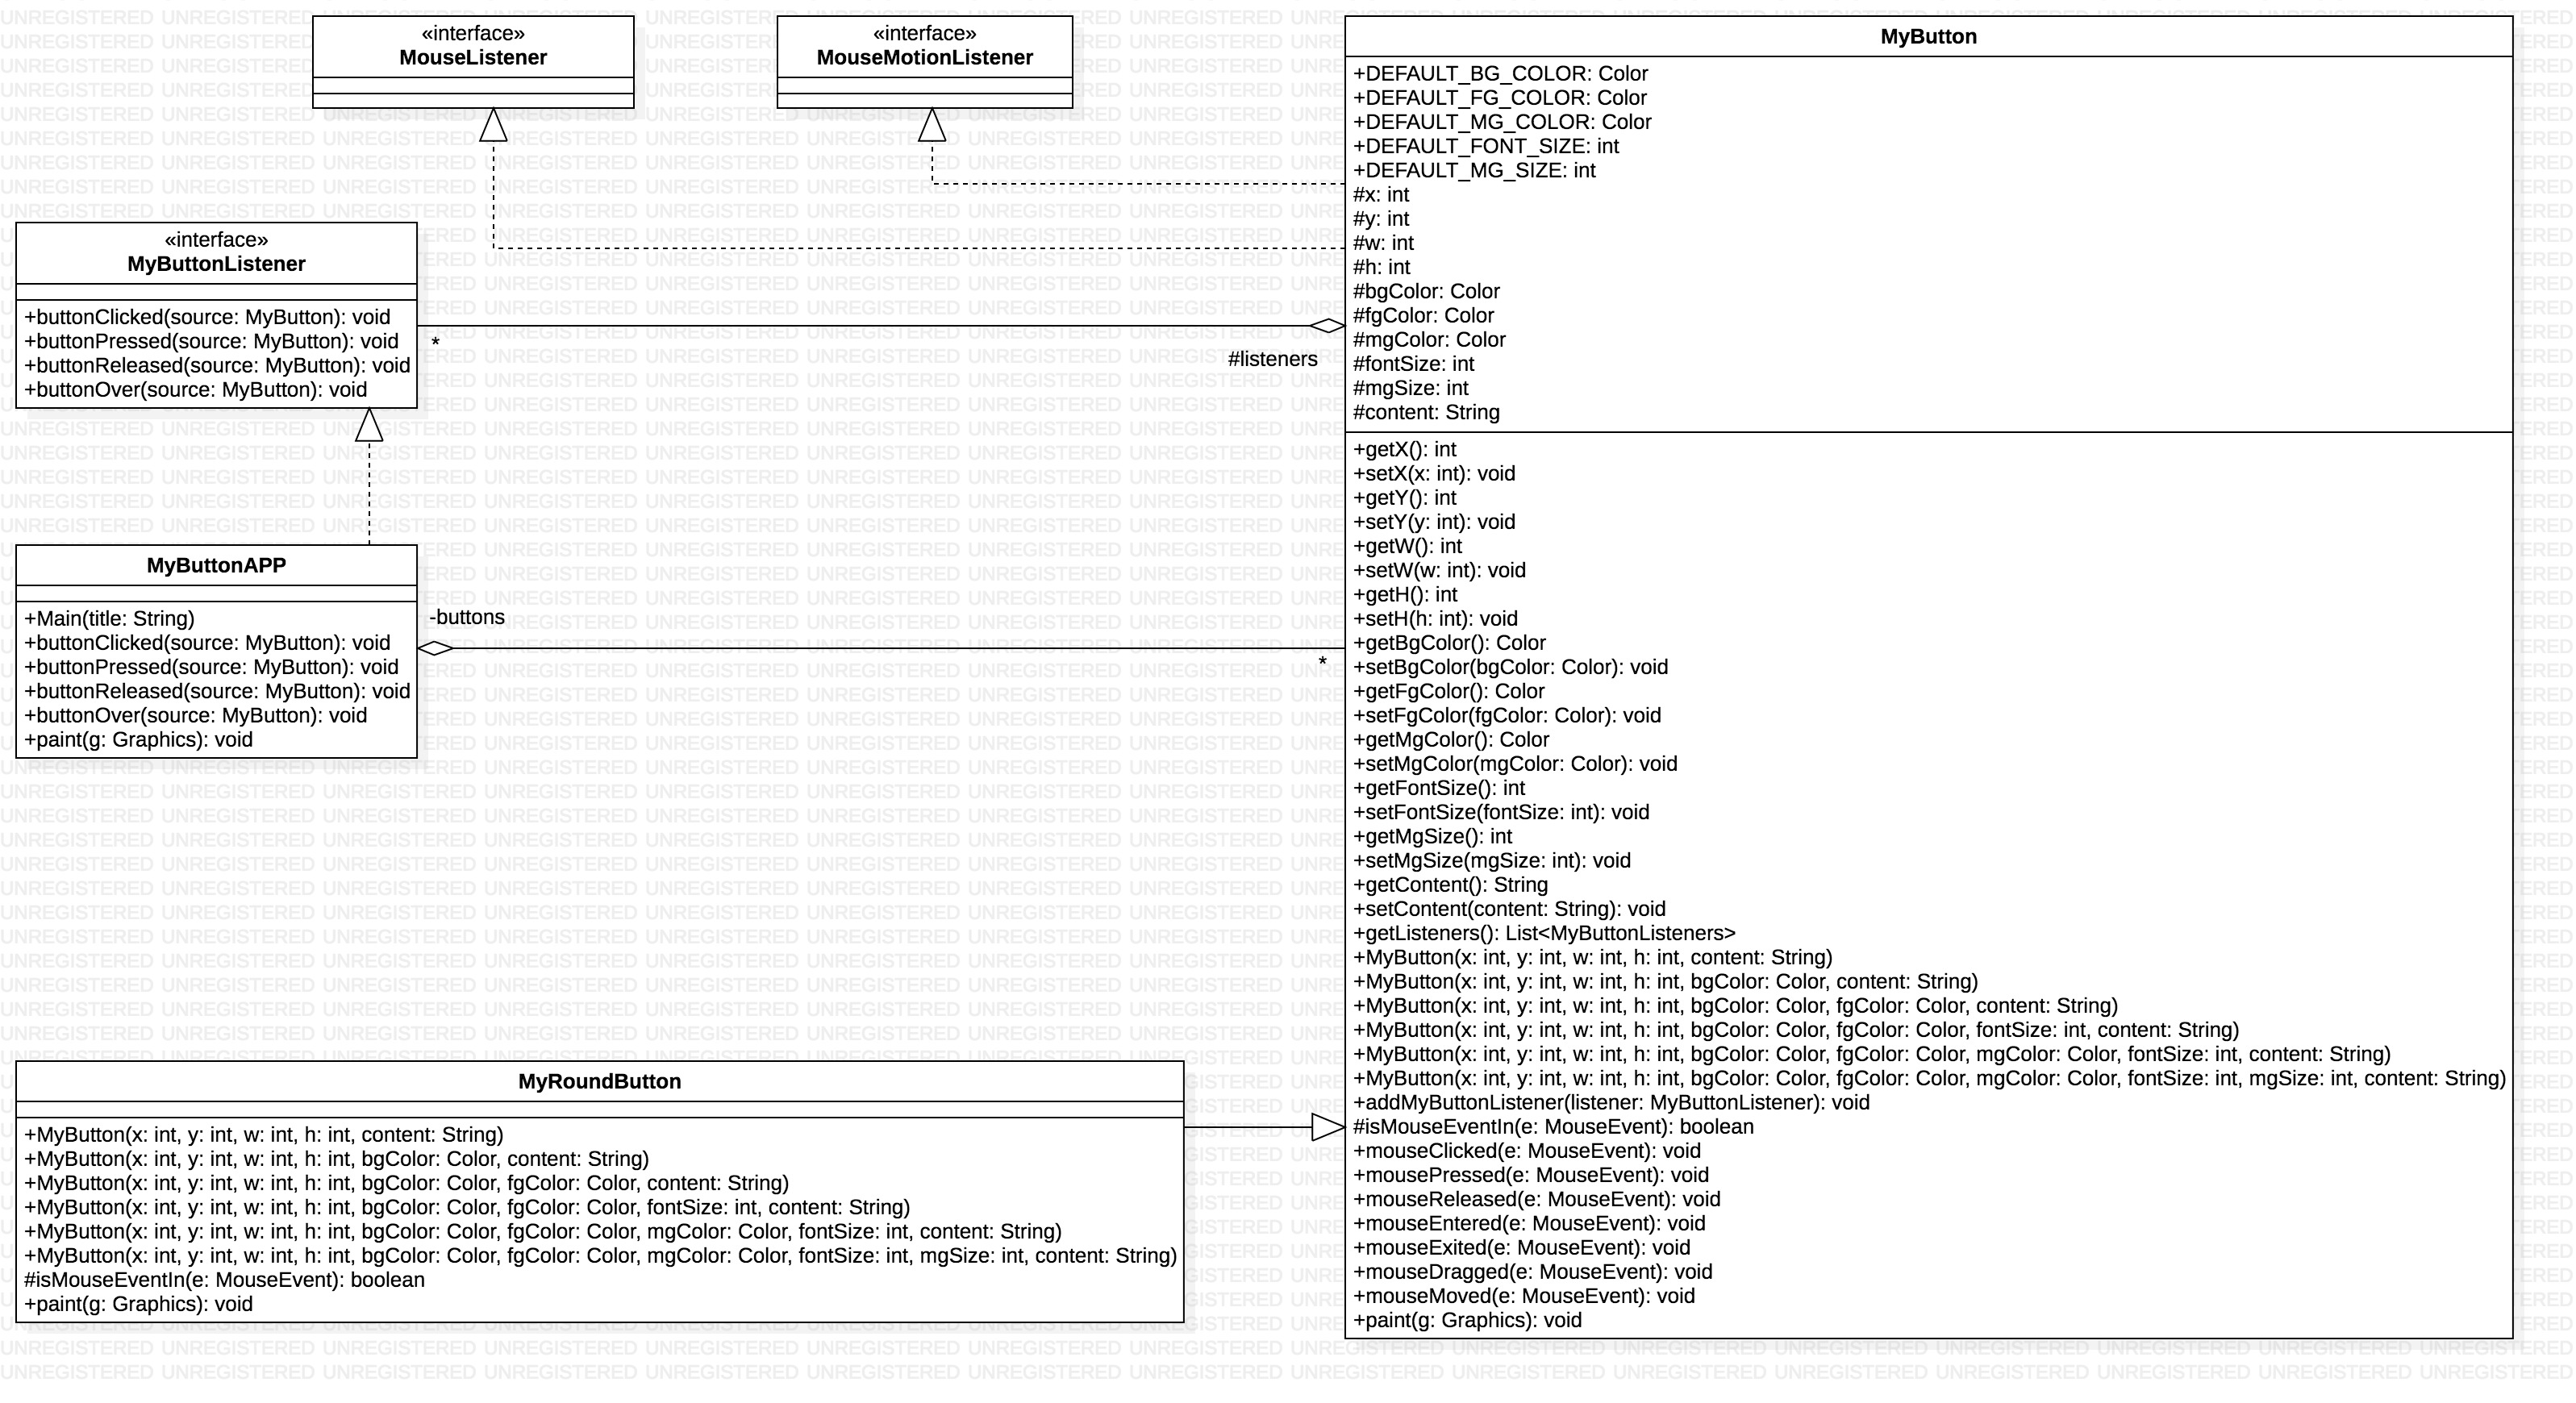 «interface»
MouseListener
«interface»
MouseMotionListener
«interface»
MyButtonListener
+buttonClicked(source: MyButton): void
+buttonPressed(source: MyButton): void
+buttonReleased(source: MyButton): void
+buttonOver(source: MyButton): void
*
#listeners
MyButtonAPP
+Main(title: String)
+buttonClicked(source: MyButton): void
+buttonPressed(source: MyButton): void
+buttonReleased(source: MyButton): void
+buttonOver(source: MyButton): void
+paint(g: Graphics): void
-buttons
*
MyRoundButton
+MyButton(x: int, y: int, w: int, h: int, content: String)
+MyButton(x: int, y: int, w: int, h: int, bgColor: Color, content: String)
+MyButton(x: int, y: int, w: int, h: int, bgColor: Color, fgColor: Color, content: String)
+MyButton(x: int, y: int, w: int, h: int, bgColor: Color, fgColor: Color, fontSize: int, content: String)
+MyButton(x: int, y: int, w: int, h: int, bgColor: Color, fgColor: Color, mgColor: Color, fontSize: int, content: String)
+MyButton(x: int, y: int, w: int, h: int, bgColor: Color, fgColor: Color, mgColor: Color, fontSize: int, mgSize: int, content: String)
#isMouseEventIn(e: MouseEvent): boolean
+paint(g: Graphics): void
MyButton
+DEFAULT_BG_COLOR: Color
+DEFAULT_FG_COLOR: Color
+DEFAULT_MG_COLOR: Color
+DEFAULT_FONT_SIZE: int
+DEFAULT_MG_SIZE: int
#x: int
#y: int
#w: int
#h: int
#bgColor: Color
#fgColor: Color
#mgColor: Color
#fontSize: int
#mgSize: int
#content: String
+getX(): int
+setX(x: int): void
+getY(): int
+setY(y: int): void
+getW(): int
+setW(w: int): void
+getH(): int
+setH(h: int): void
+getBgColor(): Color
+setBgColor(bgColor: Color): void
+getFgColor(): Color
+setFgColor(fgColor: Color): void
+getMgColor(): Color
+setMgColor(mgColor: Color): void
+getFontSize(): int
+setFontSize(fontSize: int): void
+getMgSize(): int
+setMgSize(mgSize: int): void
+getContent(): String
+setContent(content: String): void
+getListeners(): List<MyButtonListeners>
+MyButton(x: int, y: int, w: int, h: int, content: String)
+MyButton(x: int, y: int, w: int, h: int, bgColor: Color, content: String)
+MyButton(x: int, y: int, w: int, h: int, bgColor: Color, fgColor: Color, content: String)
+MyButton(x: int, y: int, w: int, h: int, bgColor: Color, fgColor: Color, fontSize: int, content: String)
+MyButton(x: int, y: int, w: int, h: int, bgColor: Color, fgColor: Color, mgColor: Color, fontSize: int, content: String)
+MyButton(x: int, y: int, w: int, h: int, bgColor: Color, fgColor: Color, mgColor: Color, fontSize: int, mgSize: int, content: String)
+addMyButtonListener(listener: MyButtonListener): void
#isMouseEventIn(e: MouseEvent): boolean
+mouseClicked(e: MouseEvent): void
+mousePressed(e: MouseEvent): void
+mouseReleased(e: MouseEvent): void
+mouseEntered(e: MouseEvent): void
+mouseExited(e: MouseEvent): void
+mouseDragged(e: MouseEvent): void
+mouseMoved(e: MouseEvent): void
+paint(g: Graphics): void